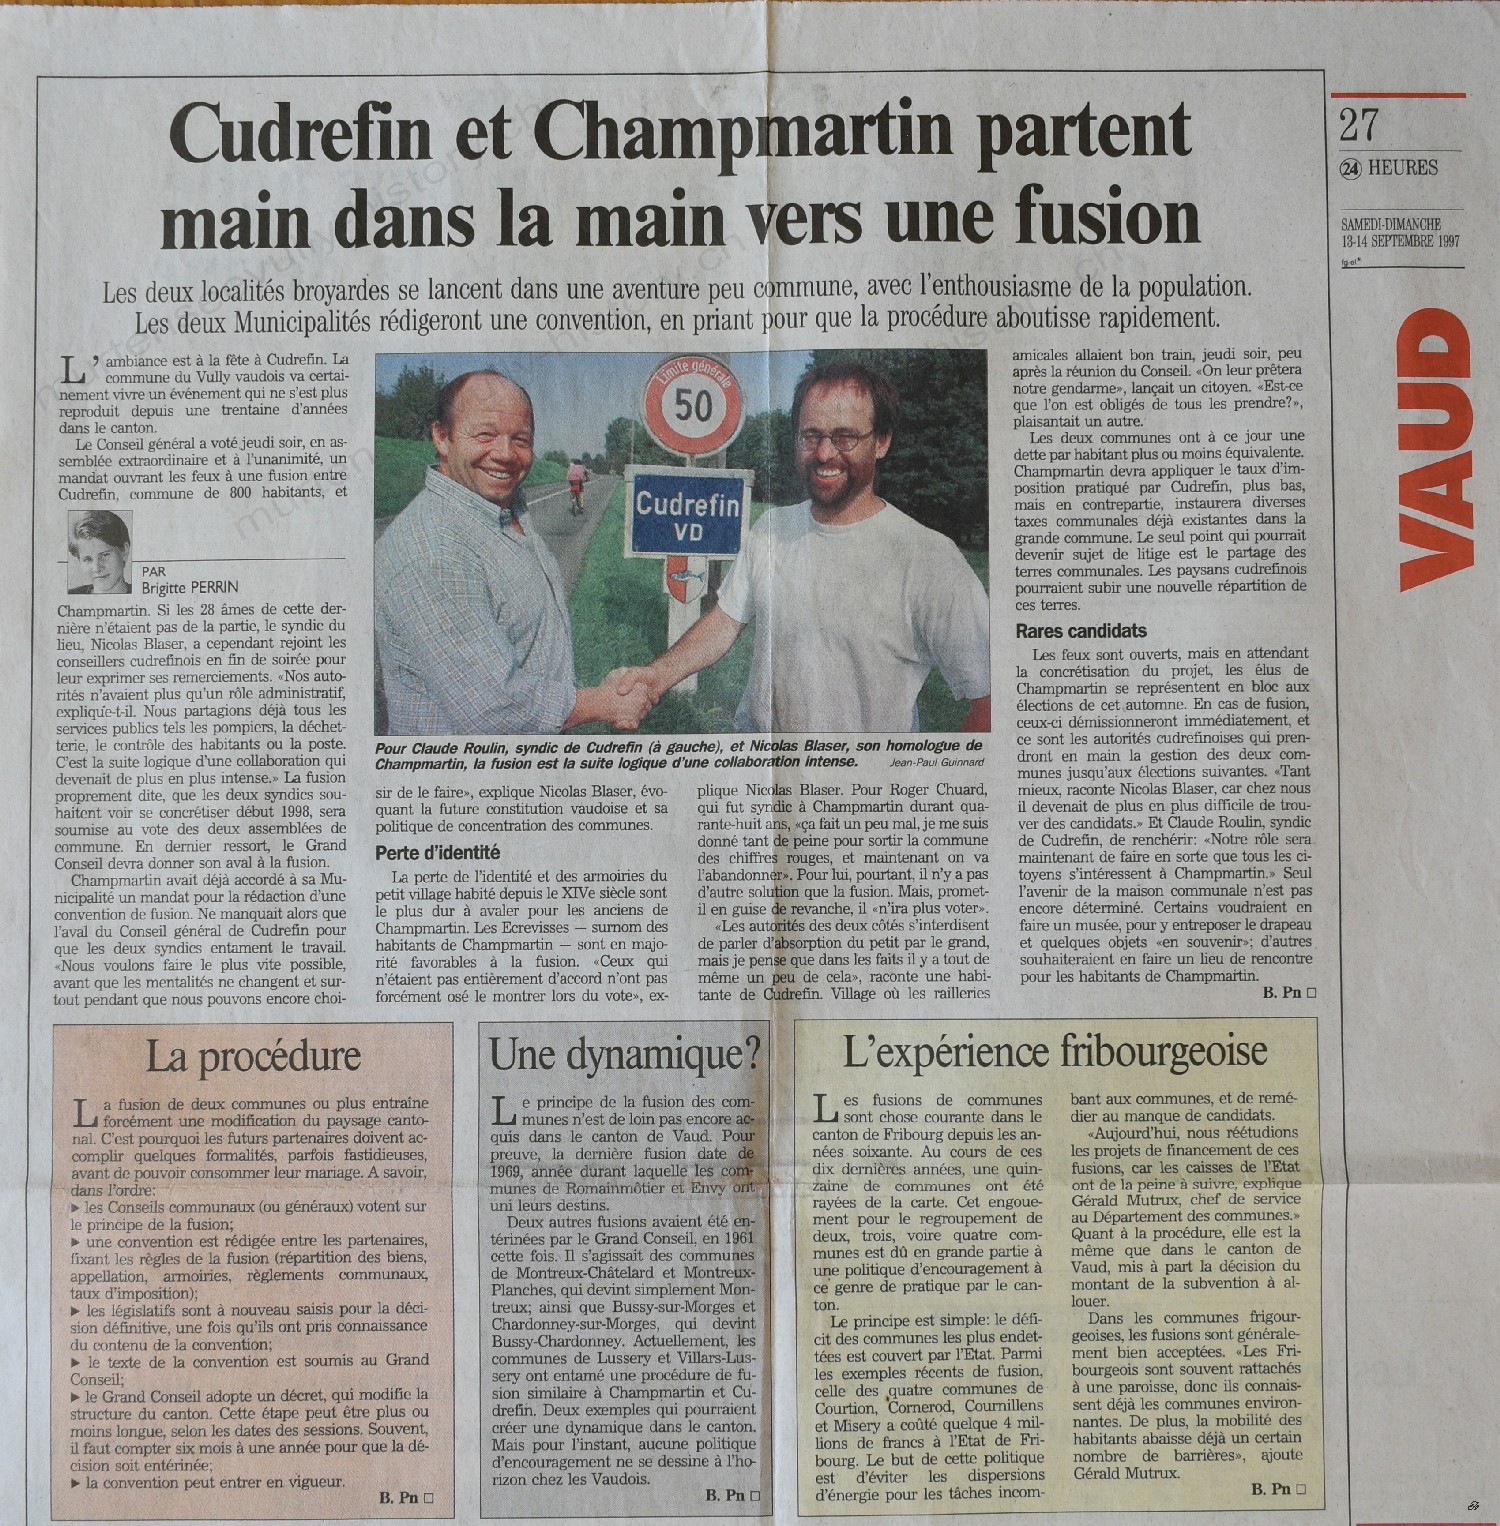 Cudrefin et Champmartin partent
main dans la main vers une fusion
Les deux localités broyardes se lancent dans une aventure peu commune, avec l'enthousiasme de la population.
Les deux Municipalités rédigeront une convention, en priant pour que la procédure aboutisse rapidement.
L'ambiance est à la fête à Cudrefin. La
commune du Vully vaudois va certai-
nement vivre un événement qui ne s'est plus
reproduit depuis une trentaine d'années
dans le canton.
Le Conseil général a voté jeudi soir, en as-
semblée extraordinaire et à l'unanimité, un
mandat ouvrant les feux à une fusion entre
Cudrefin, commune de 800 habitants, et
PAR
Brigitte PERRIN
Champmartin. Si les 28 âmes de cette der-
nière n'étaient pas de la partie, le syndic du
lieu, Nicolas Blaser, a cependant rejoint les
conseillers cudrefinois en fin de soirée pour
leur exprimer ses remerciements. «Nos auto-
rités n'avaient plus qu'un rôle administratif,
explique-t-il. Nous partagions déjà tous les
services publics tels les pompiers, la déchet-
terie, le contrôle des habitants ou la poste.
C'est la suite logique d'une collaboration qui
devenait de plus en plus intense.» La fusion
proprement dite, que les deux syndics sou-
haitent voir se concrétiser début 1998, sera
soumise au vote des deux assemblées de
commune. En dernier ressort, le Grand
Conseil devra donner son aval à la fusion.
Champmartin avait déjà accordé à sa Mu-
nicipalité un mandat pour la rédaction d'une
convention de fusion. Ne manquait alors que
l'aval du Conseil général de Cudrefin pour
que les deux syndics entament le travail.
«Nous voulons faire le plus vite possible,
avant que les mentalités ne changent et sur-
tout pendant que nous pouvons encore choi-
Limite générale
50
Cudrefin
VD
Pour Claude Roulin, syndic de Cudrefin (à gauche), et Nicolas Blaser, son homologue de
Champmartin, la fusion est la suite logique d'une collaboration intense. Jean-Paul Guinnard
sir de le faire», explique Nicolas Blaser, évo-
quant la future constitution vaudoise et sa
politique de concentration des communes.
Perte d'identité
La perte de l'identité et des armoiries du
petit village habité depuis le XIVe siècle sont
le plus dur à avaler pour les anciens de
Champmartin. Les Ecrevisses — surnom des
habitants de Champmartin — sont en majo-
rité favorables à la fusion. «Ceux qui
n'étaient pas entièrement d'accord n'ont pas
forcément osé le montrer lors du vote», ex-
plique Nicolas Blaser. Pour Roger Chuard,
qui fut syndic à Champmartin durant qua-
rante-huit ans, «ça fait un peu mal, je me suis
donné tant de peine pour sortir la commune
des chiffres rouges, et maintenant on va
l'abandonner». Pour lui, pourtant, il n'y a pas
d'autre solution que la fusion. Mais, promet-
il en guise de revanche, il «n'ira plus voter».
«Les autorités des deux côtés s'interdisent
de parler d'absorption du petit par le grand,
mais je pense que dans les faits il y a tout de
même un peu de cela», raconte une habi-
tante de Cudrefin. Village où les railleries
amicales allaient bon train, jeudi soir, peu
après la réunion du Conseil. «On leur prêtera
notre gendarme», lançait un citoyen. «Est-ce
que l'on est obligés de tous les prendre?»,
plaisantait un autre.
Les deux communes ont à ce jour une
dette par habitant plus ou moins équivalente.
Champmartin devra appliquer le taux d'im-
position pratiqué par Cudrefin, plus bas,
mais en contrepartie, instaurera diverses
taxes communales déjà existantes dans la
grande commune. Le seul point qui pourrait
devenir sujet de litige est le partage des
terres communales. Les paysans cudrefinois
pourraient subir une nouvelle répartition de
ces terres.
Rares candidats
Les feux sont ouverts, mais en attendant
la concrétisation du projet, les élus de
Champmartin se représentent en bloc aux
élections de cet automne. En cas de fusion,
ceux-ci démissionneront immédiatement, et
ce sont les autorités cudrefinoises qui pren-
dront en main la gestion des deux com-
munes jusqu'aux élections suivantes. «Tant
mieux, raconte Nicolas Blaser, car chez nous
il devenait de plus en plus difficile de trou-
ver des candidats.» Et Claude Roulin, syndic
de Cudrefin, de renchérir: «Notre rôle sera
maintenant de faire en sorte que tous les ci-
toyens s'intéressent à Champmartin.» Seul
l'avenir de la maison communale n'est pas
encore déterminé. Certains voudraient en
faire un musée, pour y entreposer le drapeau
et quelques objets «en souvenir»; d'autres
souhaiteraient en faire un lieu de rencontre
pour les habitants de Champmartin.
B. Pn □
27
24 HEURES
SAMEDI-DIMANCHE
13-14 SEPTEMBRE 1997
fg-el*
VAUD
La procédure
La fusion de deux communes ou plus entraîne
forcément une modification du paysage canto-
nal. C'est pourquoi les futurs partenaires doivent ac-
complir quelques formalités, parfois fastidieuses,
avant de pouvoir consommer leur mariage. A savoir,
dans l'ordre:
► les Conseils communaux (ou généraux) votent sur
le principe de la fusion;
► une convention est rédigée entre les partenaires,
fixant les règles de la fusion (répartition des biens,
appellation, armoiries, règlements communaux,
taux d'imposition);
► les législatifs sont à nouveau saisis pour la déci-
sion définitive, une fois qu'ils ont pris connaissance
du contenu de la convention;
► le texte de la convention est soumis au Grand
Conseil;
► le Grand Conseil adopte un décret, qui modifie la
structure du canton. Cette étape peut être plus ou
moins longue, selon les dates des sessions. Souvent,
il faut compter six mois à une année pour que la dé-
cision soit entérinée;
► la convention peut entrer en vigueur.
B. Pn □
Une dynamique?
Le principe de la fusion des com-
munes n'est de loin pas encore ac-
quis dans le canton de Vaud. Pour
preuve, la dernière fusion date de
1969, année durant laquelle les com-
munes de Romainmôtier et Envy ont
uni leurs destins.
Deux autres fusions avaient été en-
térinées par le Grand Conseil, en 1961
cette fois. Il s'agissait des communes
de Montreux-Châtelard et Montreux-
Planches, qui devint simplement Mon-
treux; ainsi que Bussy-sur-Morges et
Chardonney-sur-Morges, qui devint
Bussy-Chardonney. Actuellement, les
communes de Lussery et Villars-Lus-
sery ont entamé une procédure de fu-
sion similaire à Champmartin et Cu-
drefin. Deux exemples qui pourraient
créer une dynamique dans le canton.
Mais pour l'instant, aucune politique
d'encouragement ne se dessine à l'ho-
rizon chez les Vaudois.
B. Pn □
L'expérience fribourgeoise
Les fusions de communes
sont chose courante dans le
canton de Fribourg depuis les an-
nées soixante. Au cours de ces
dix dernières années, une quin-
zaine de communes ont été
rayées de la carte. Cet engoue-
ment pour le regroupement de
deux, trois, voire quatre com-
munes est dû en grande partie à
une politique d'encouragement à
ce genre de pratique par le can-
ton.
Le principe est simple: le défi-
cit des communes les plus endet-
tées est couvert par l'Etat. Parmi
les exemples récents de fusion,
celle des quatre communes de
Courtion, Cornerod, Cournillens
et Misery a coûté quelque 4 mil-
lions de francs à l'Etat de Fri-
bourg. Le but de cette politique
est d'éviter les dispersions
d'énergie pour les tâches incom-
bant aux communes, et de remé-
dier au manque de candidats.
«Aujourd'hui, nous réétudions
les projets de financement de ces
fusions, car les caisses de l'Etat
ont de la peine à suivre, explique
Gérald Mutrux, chef de service
au Département des communes.»
Quant à la procédure, elle est la
même que dans le canton de
Vaud, mis à part la décision du
montant de la subvention à al-
louer.
Dans les communes frigour-
geoises, les fusions sont générale-
ment bien acceptées. «Les Fri-
bourgeois sont souvent rattachés
à une paroisse, donc ils connais-
sent déjà les communes environ-
nantes. De plus, la mobilité des
habitants abaisse déjà un certain
nombre de barrières», ajoute
Gérald Mutrux.
B. Pn □